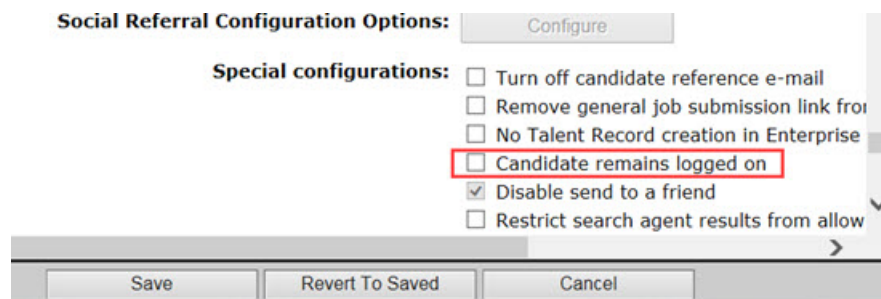 Social Referral Configuration Options: Configure
Special configurations: Turn off candidate reference e-mail
Remove general job submission link from
No Talent Record creation in Enterprise
Candidate remains logged on
Disable send to a friend
Restrict search agent results from allow
Save Revert To Saved Cancel